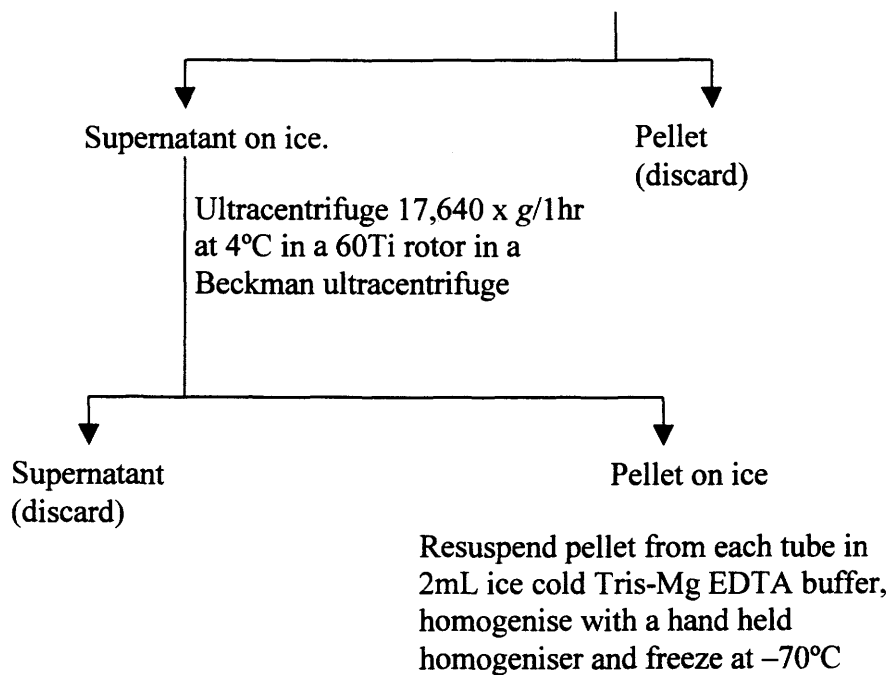 Supernatant on ice.
Pellet
(discard)
Ultracentrifuge 17,640 x g/1hr
at 4ºC in a 60Ti rotor in a
Beckman ultracentrifuge
Supernatant
(discard)
Pellet on ice
Resuspend pellet from each tube in
2mL ice cold Tris-Mg EDTA buffer,
homogenise with a hand held
homogeniser and freeze at –70ºC